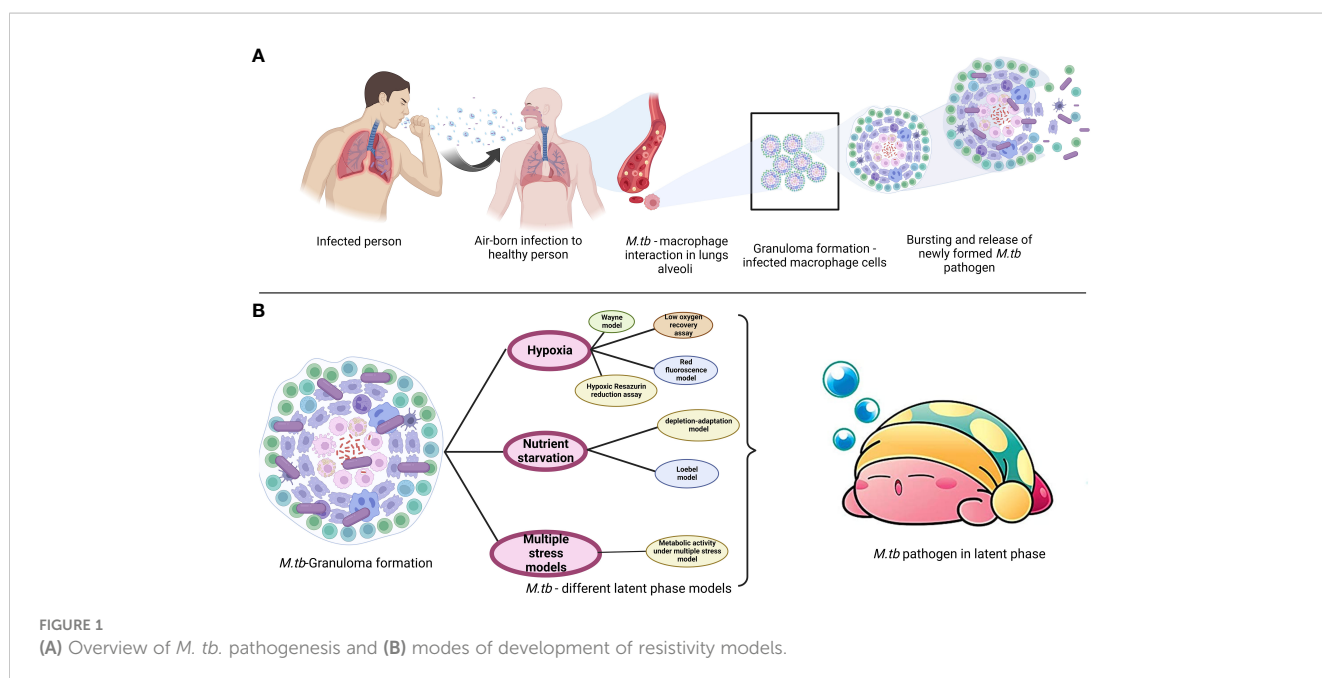 A
Infected person
Air-born infection to
healthy person
M.tb - macrophage
interaction in lungs
alveoli
Granuloma formation -
infected macrophage cells
Bursting and release of
newly formed M.tb
pathogen
B
M.tb-Granuloma formation
Hypoxia
Wayne
model
Low oxygen
recovery
assay
Red
fluoroscence
model
Hypoxic Resazurin
reduction assay
Nutrient
starvation
depletion-adaptation
model
Loebel
model
Multiple
stress
models
Metabolic activity
under multiple stress
model
M.tb - different latent phase models
M.tb pathogen in latent phase
FIGURE 1
(A) Overview of M. tb. pathogenesis and (B) modes of development of resistivity models.